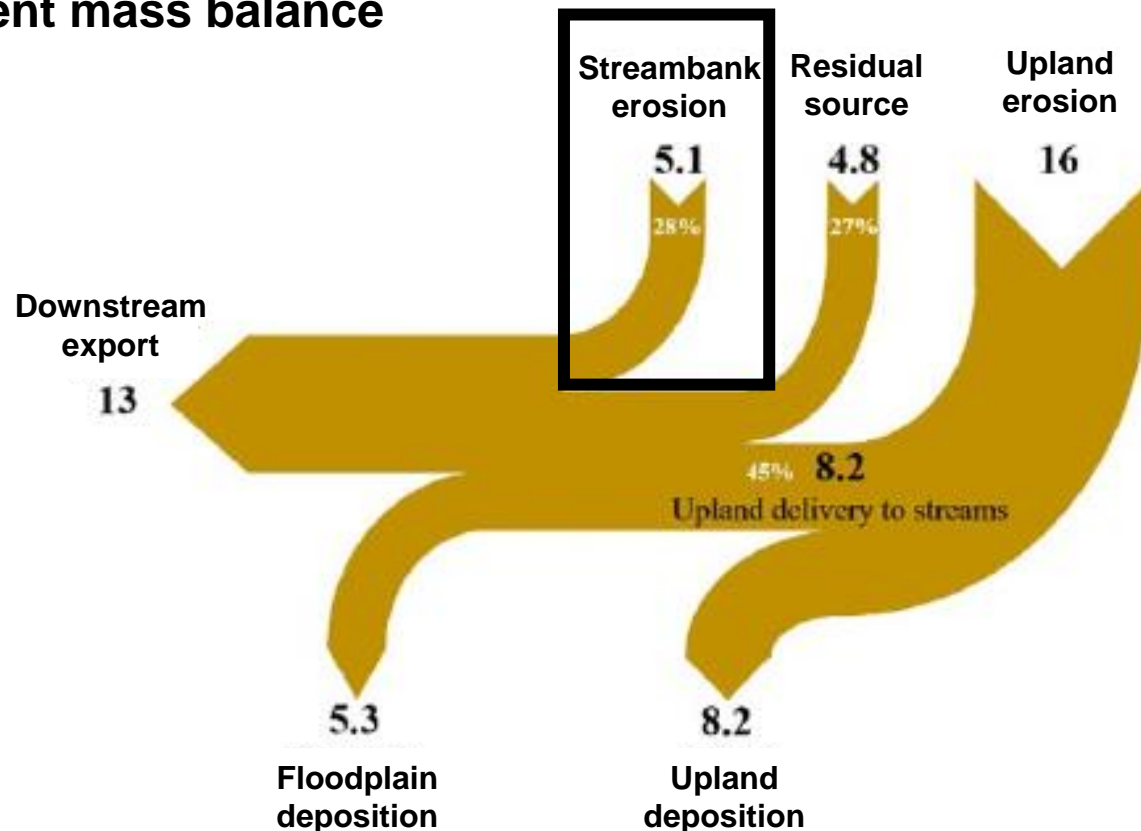 ent mass balance
Streambank
erosion
5.1
28%
Residual
source
4.8
27%
Upland
erosion
16
Downstream
export
13
45% 8.2
Upland delivery to streams
5.3
Floodplain
deposition
8.2
Upland
deposition